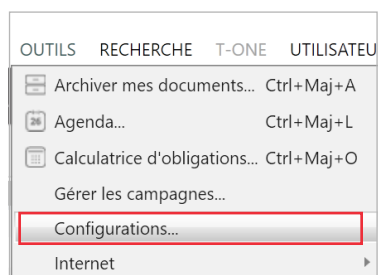 OUTILS RECHERCHE T-ONE UTILISATEU
Archiver mes documents... Ctrl+Maj+A
26 Agenda... Ctrl+Maj+L
Calculatrice d'obligations... Ctrl+Maj+O
Gérer les campagnes...
Configurations...
Internet